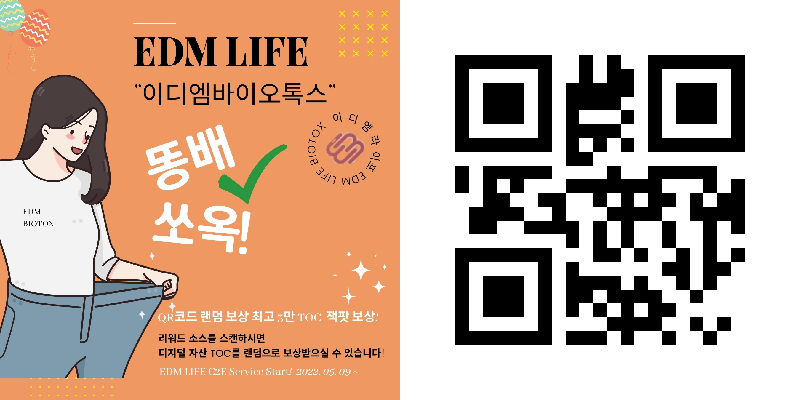 EDM LIFE
"이디엠바이오톡스"
이디엠라이프 EDM LIFE BIOTOX
똥배
쏘옥!
EDM
BIOTOX
QR코드 랜덤 보상 최고 5만 TOC 잭팟 보상!
리워드 소스를 스캔하시면
디지털 자산 TOC를 랜덤으로 보상받으실 수 있습니다!
EDM LIFE C2E Service Start! 2022. 05. 09 ~